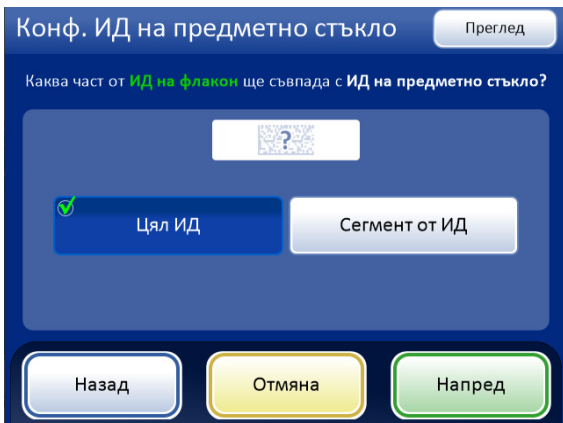 Конф. ИД на предметно стъкло
Преглед
Каква част от ИД на флакон ще съвпада с ИД на предметно стъкло?
?
Цял ИД
Сегмент от ИД
Назад
Отмяна
Напред